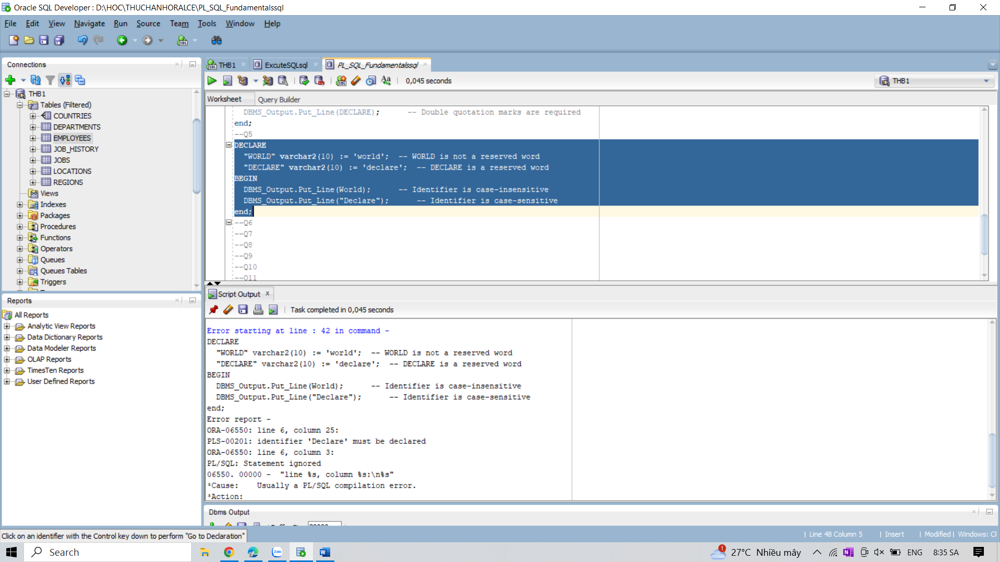 Oracle SQL Developer : D:\HOC\THUCHANHORALCE\PL_SQL_Fundamentalssql
File Edit View Navigate Run Source Team Tools Window Help
Connections
THB1
Tables (Filtered)
COUNTRIES
DEPARTMENTS
EMPLOYEES
JOB_HISTORY
JOBS
LOCATIONS
REGIONS
Views
Indexes
Packages
Procedures
Functions
Operators
Queues
Queues Tables
Triggers
Reports
All Reports
Analytic View Reports
Data Dictionary Reports
Data Modeler Reports
OLAP Reports
TimesTen Reports
User Defined Reports
THB1 ExcuteSQLsql PL_SQL_Fundamentalssql
0,045 seconds
THB1
Worksheet Query Builder
DBMS_Output.Put_Line(DECLARE); -- Double quotation marks are required
end;
--Q5
DECLARE
"WORLD" varchar2(10) := 'world'; -- WORLD is not a reserved word
"DECLARE" varchar2(10) := 'declare'; -- DECLARE is a reserved word
BEGIN
DBMS_Output.Put_Line(World); -- Identifier is case-insensitive
DBMS_Output.Put_Line("Declare"); -- Identifier is case-sensitive
end;
--Q6
--Q7
--Q8
--Q9
--Q10
--Q11
Script Output
Task completed in 0,045 seconds
Error starting at line : 42 in command -
DECLARE
"WORLD" varchar2(10) := 'world'; -- WORLD is not a reserved word
"DECLARE" varchar2(10) := 'declare'; -- DECLARE is a reserved word
BEGIN
DBMS_Output.Put_Line(World); -- Identifier is case-insensitive
DBMS_Output.Put_Line("Declare"); -- Identifier is case-sensitive
end;
Error report -
ORA-06550: line 6, column 25:
PLS-00201: identifier 'Declare' must be declared
ORA-06550: line 6, column 3:
PL/SQL: Statement ignored
06550. 00000 - "line %s, column %s:\n%s"
*Cause: Usually a PL/SQL compilation error.
*Action:
Dbms Output
Click on an identifier with the Control key down to perform "Go to Declaration"
Line 48 Column 5 Insert Modified Windows:
Search
Zalo
1
27°C Nhiều mây
ENG
8:35 SA